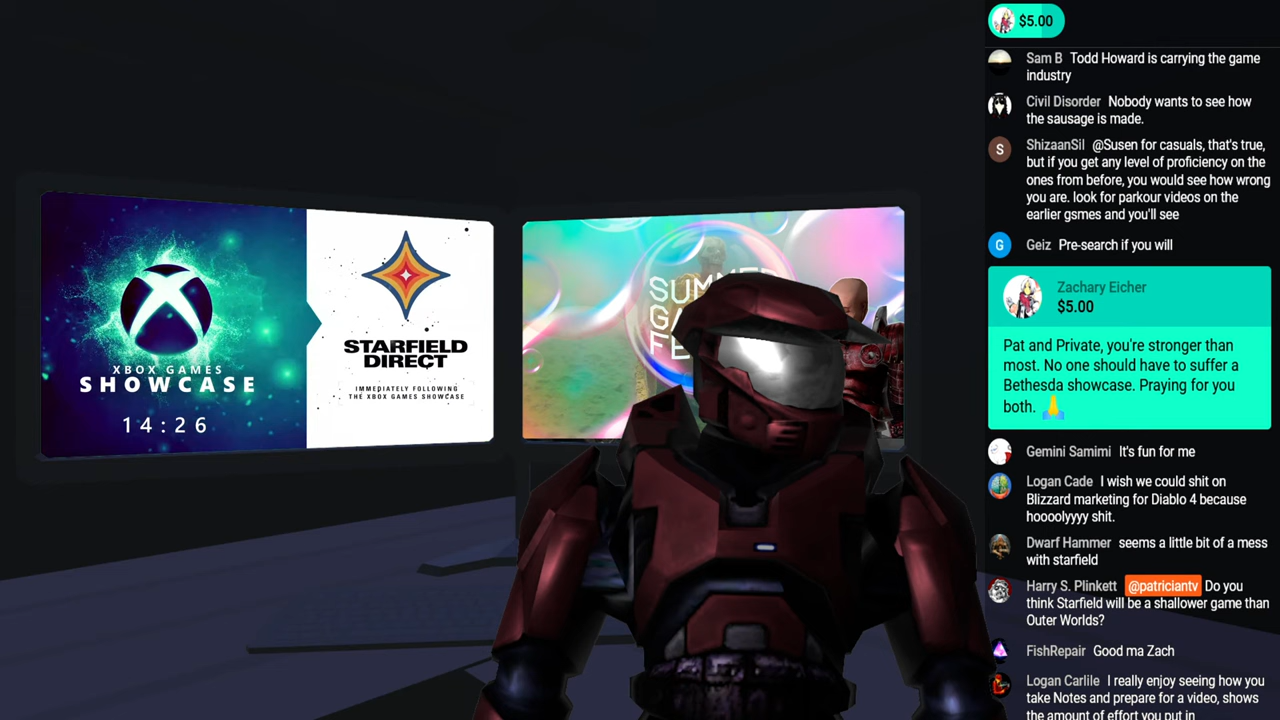 XBOX GAMES
SHOWCASE
14:26
STARFIELD
DIRECT
IMMEDIATELY FOLLOWING
THE XBOX GAMES SHOWCASE
$5.00
Sam B Todd Howard is carrying the game
industry
Civil Disorder Nobody wants to see how
the sausage is made.
S
ShizaanSil @Susen for casuals, that's true,
but if you get any level of proficiency on the
ones from before, you would see how wrong
you are. look for parkour videos on the
earlier gsmes and you'll see
G
Geiz Pre-search if you will
Zachary Eicher
$5.00
Pat and Private, you're stronger than
most. No one should have to suffer a
Bethesda showcase. Praying for you
both. 🙏
Gemini Samimi It's fun for me
Logan Cade I wish we could shit on
Blizzard marketing for Diablo 4 because
hoooolyyyy shit.
Dwarf Hammer seems a little bit of a mess
with starfield
Harry S. Plinkett @patriciantv Do you
think Starfield will be a shallower game than
Outer Worlds?
FishRepair Good ma Zach
Logan Carlile I really enjoy seeing how you
take Notes and prepare for a video, shows
the amount of effort you put in